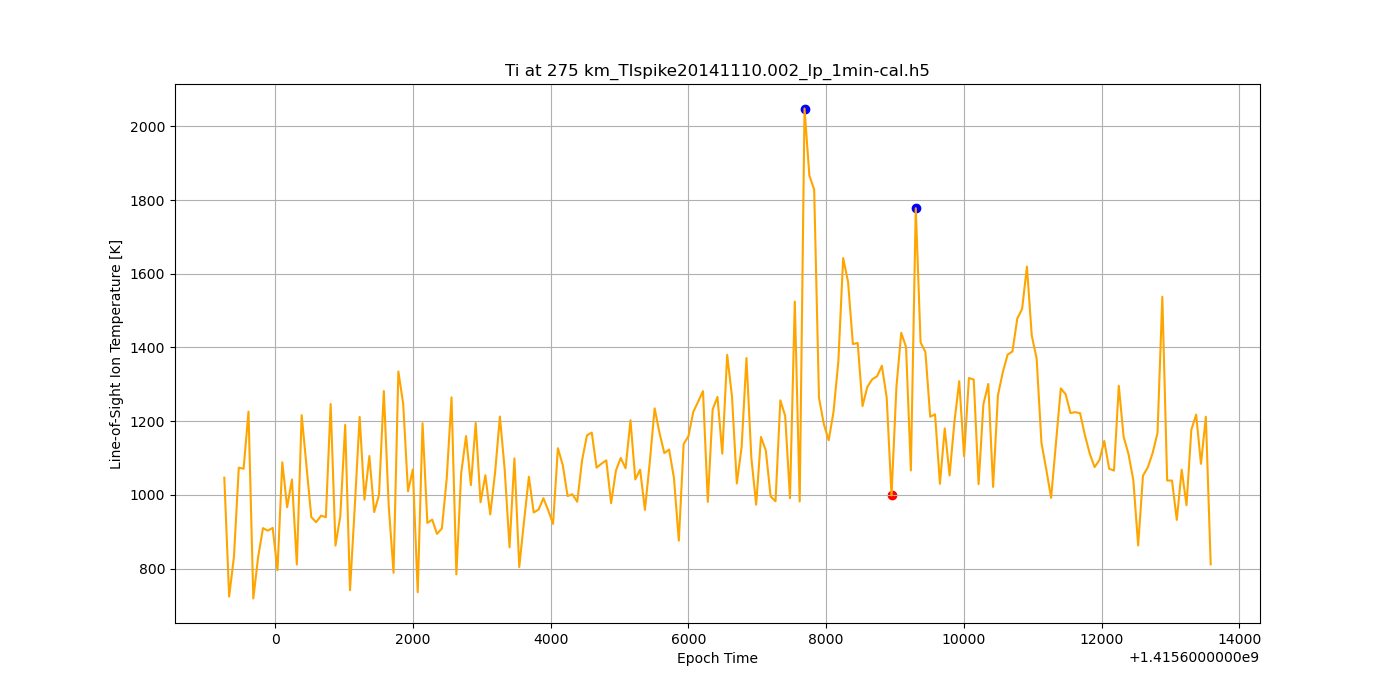 Ti at 275 km_TIspike20141110.002_lp_1min-cal.h5
Line-of-Sight Ion Temperature [K]
2000
1800
1600
1400
1200
1000
800
0 2000 4000 6000 8000 10000 12000 14000
Epoch Time
+1.4156000000e9